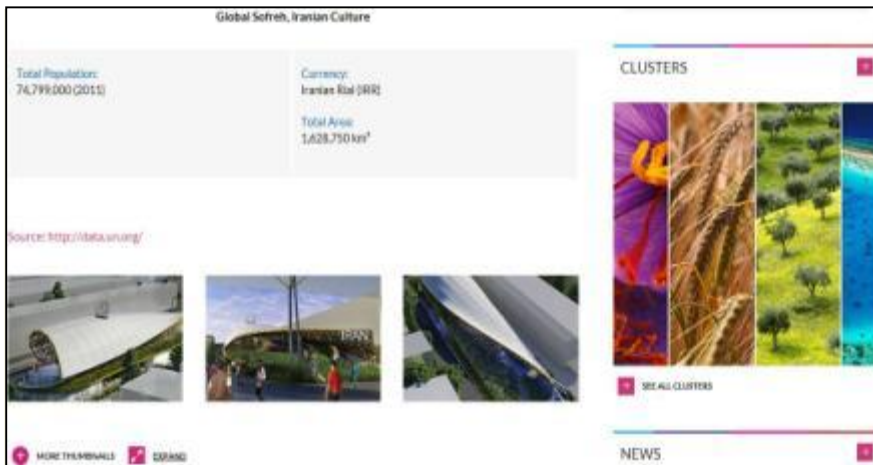 Global Sofreh, Iranian Culture
Total Population:
74,799,000 (2011)
Currency:
Iranian Rial (IRR)
Total Area:
1,628,750 km²
Source: http://data.un.org/
IRAN
MORE THUMBNAILS
EXPAND
CLUSTERS
SEE ALL CLUSTERS
NEWS